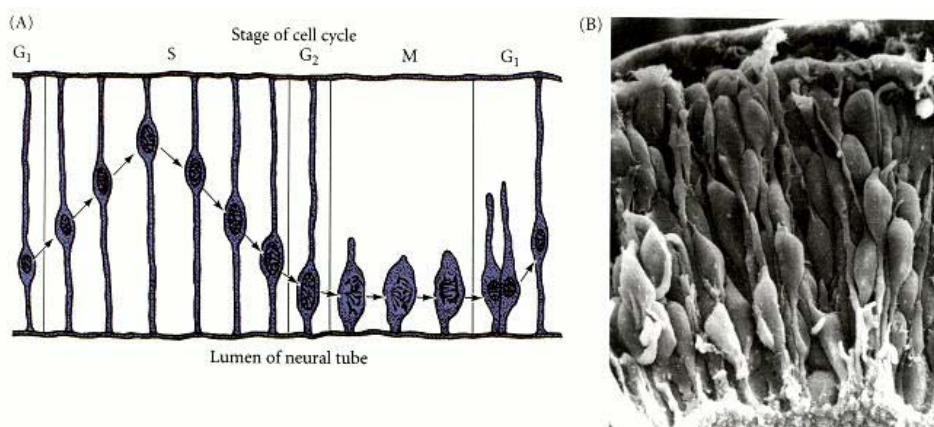 (A)
Stage of cell cycle
G1 S G2 M G1
Lumen of neural tube
(B)